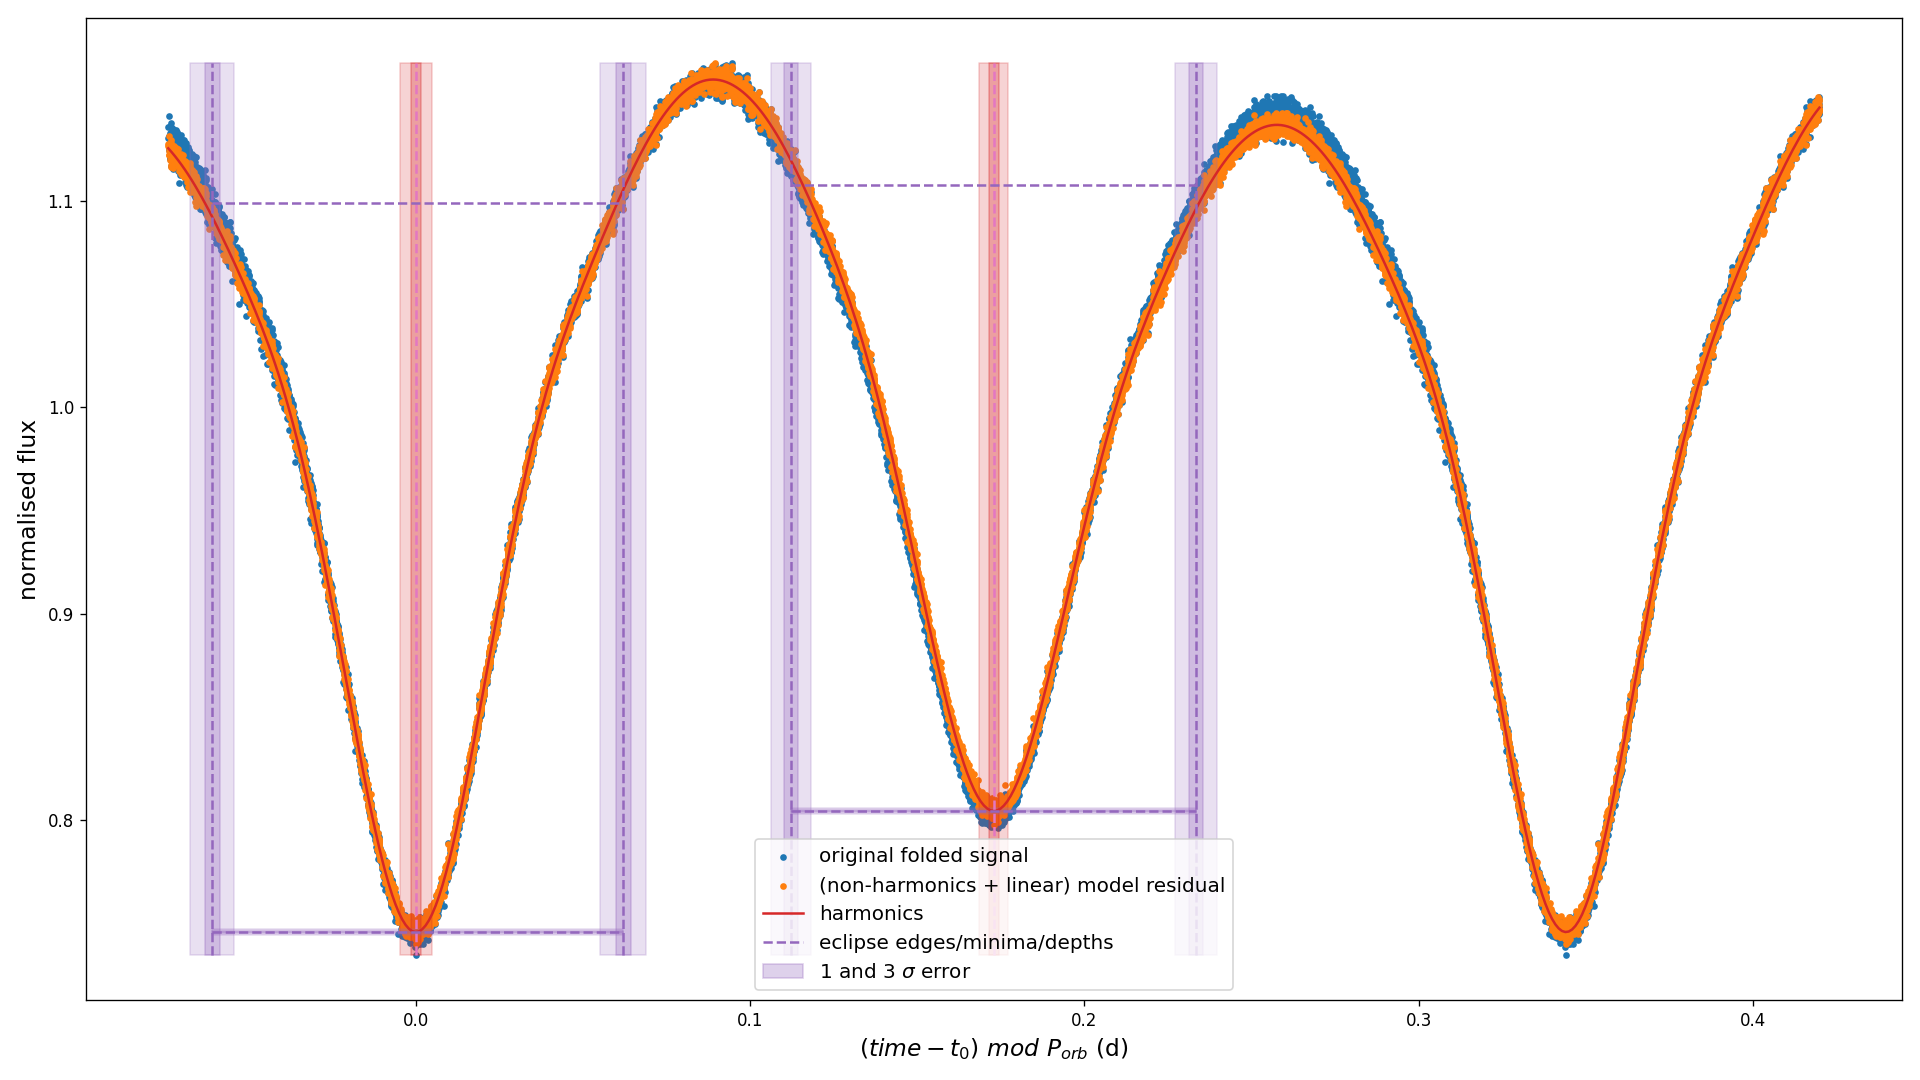 normalised flux
1.1
1.0
0.9
0.8
original folded signal
(non-harmonics + linear) model residual
harmonics
eclipse edges/minima/depths
1 and 3 σ error
0.0 0.1 0.2 0.3 0.4
(time − t₀) mod Pₒᵣb (d)